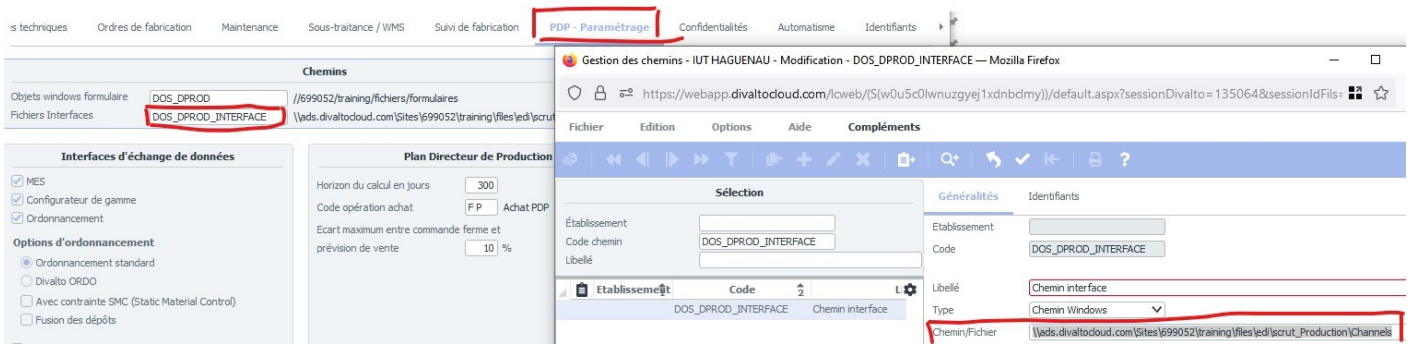 es techniques Ordres de fabrication Maintenance Sous-traitance / WMS Suivi de fabrication PDP - Paramétrage Confidentialités Automatisme Identifiants
Chemins
Objets windows formulaire DOS_DPROD //699052/training/fichiers/formulaires
Fichiers Interfaces DOS_DPROD_INTERFACE \\ads.divaltocloud.com\Sites\699052\training\files\edi\scrut
Interfaces d'échange de données
MES
Configurateur de gamme
Ordonnancement
Options d'ordonnancement
Ordonnancement standard
Divalto ORDO
Avec contrainte SMC (Static Material Control)
Fusion des dépôts
Plan Directeur de Production
Horizon du calcul en jours 300
Code opération achat FP Achat PDP
Ecart maximum entre commande ferme et
prévision de vente 10 %
Gestion des chemins - IUT HAGUENAU - Modification - DOS_DPROD_INTERFACE — Mozilla Firefox
https://webapp.divaltocloud.com/lcweb/(S(w0u5c0lwnuzgyej1xdnbclmy))/default.aspx?sessionDivalto=135064&sessionIdFils=
Fichier Edition Options Aide Compléments
Sélection
Établissement
Code chemin DOS_DPROD_INTERFACE
Libellé
Etablissement Code 2 L
DOS_DPROD_INTERFACE Chemin interface
Généralités Identifiants
Etablissement
Code DOS_DPROD_INTERFACE
Libellé Chemin interface
Type Chemin Windows
Chemin/Fichier \\ads.divaltocloud.com\Sites\699052\training\files\edi\scrut_Production\Channels